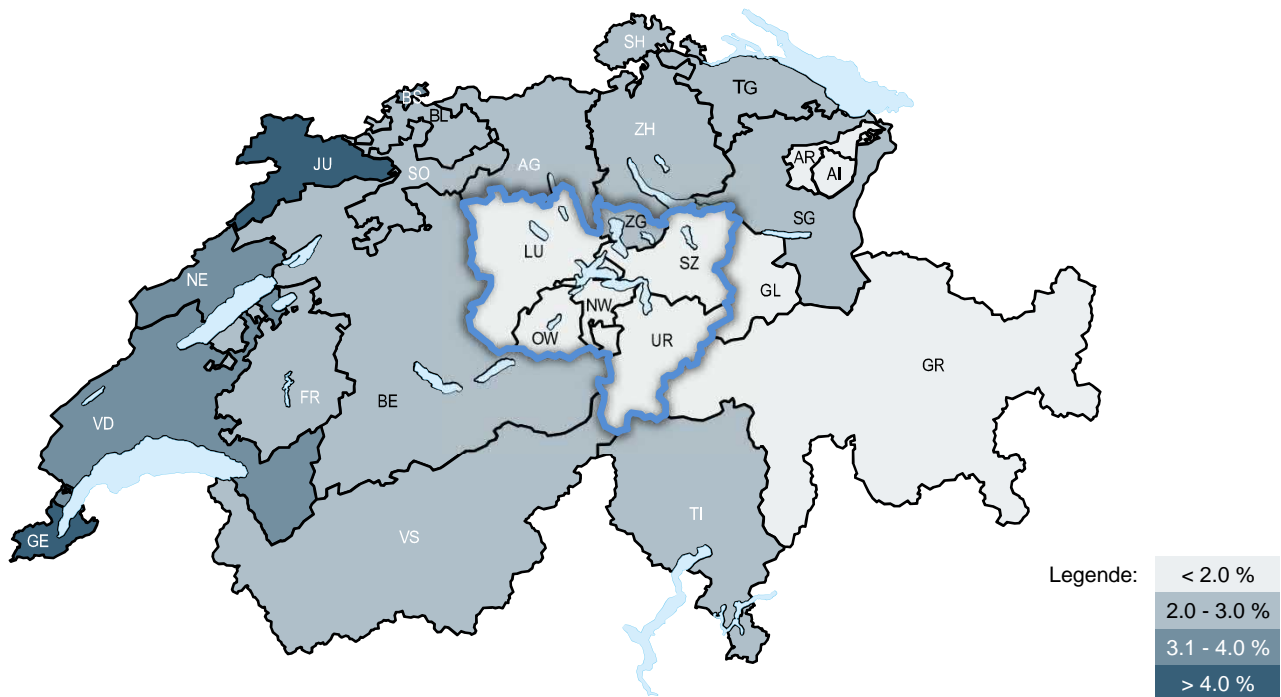 SH
BS
BL
TG
ZH
JU
SO
AG
AR
AI
ZG
SG
LU
SZ
NE
GL
NW
OW
UR
GR
FR
BE
VD
TI
VS
GE
Legende:
< 2.0 %
2.0 - 3.0 %
3.1 - 4.0 %
> 4.0 %